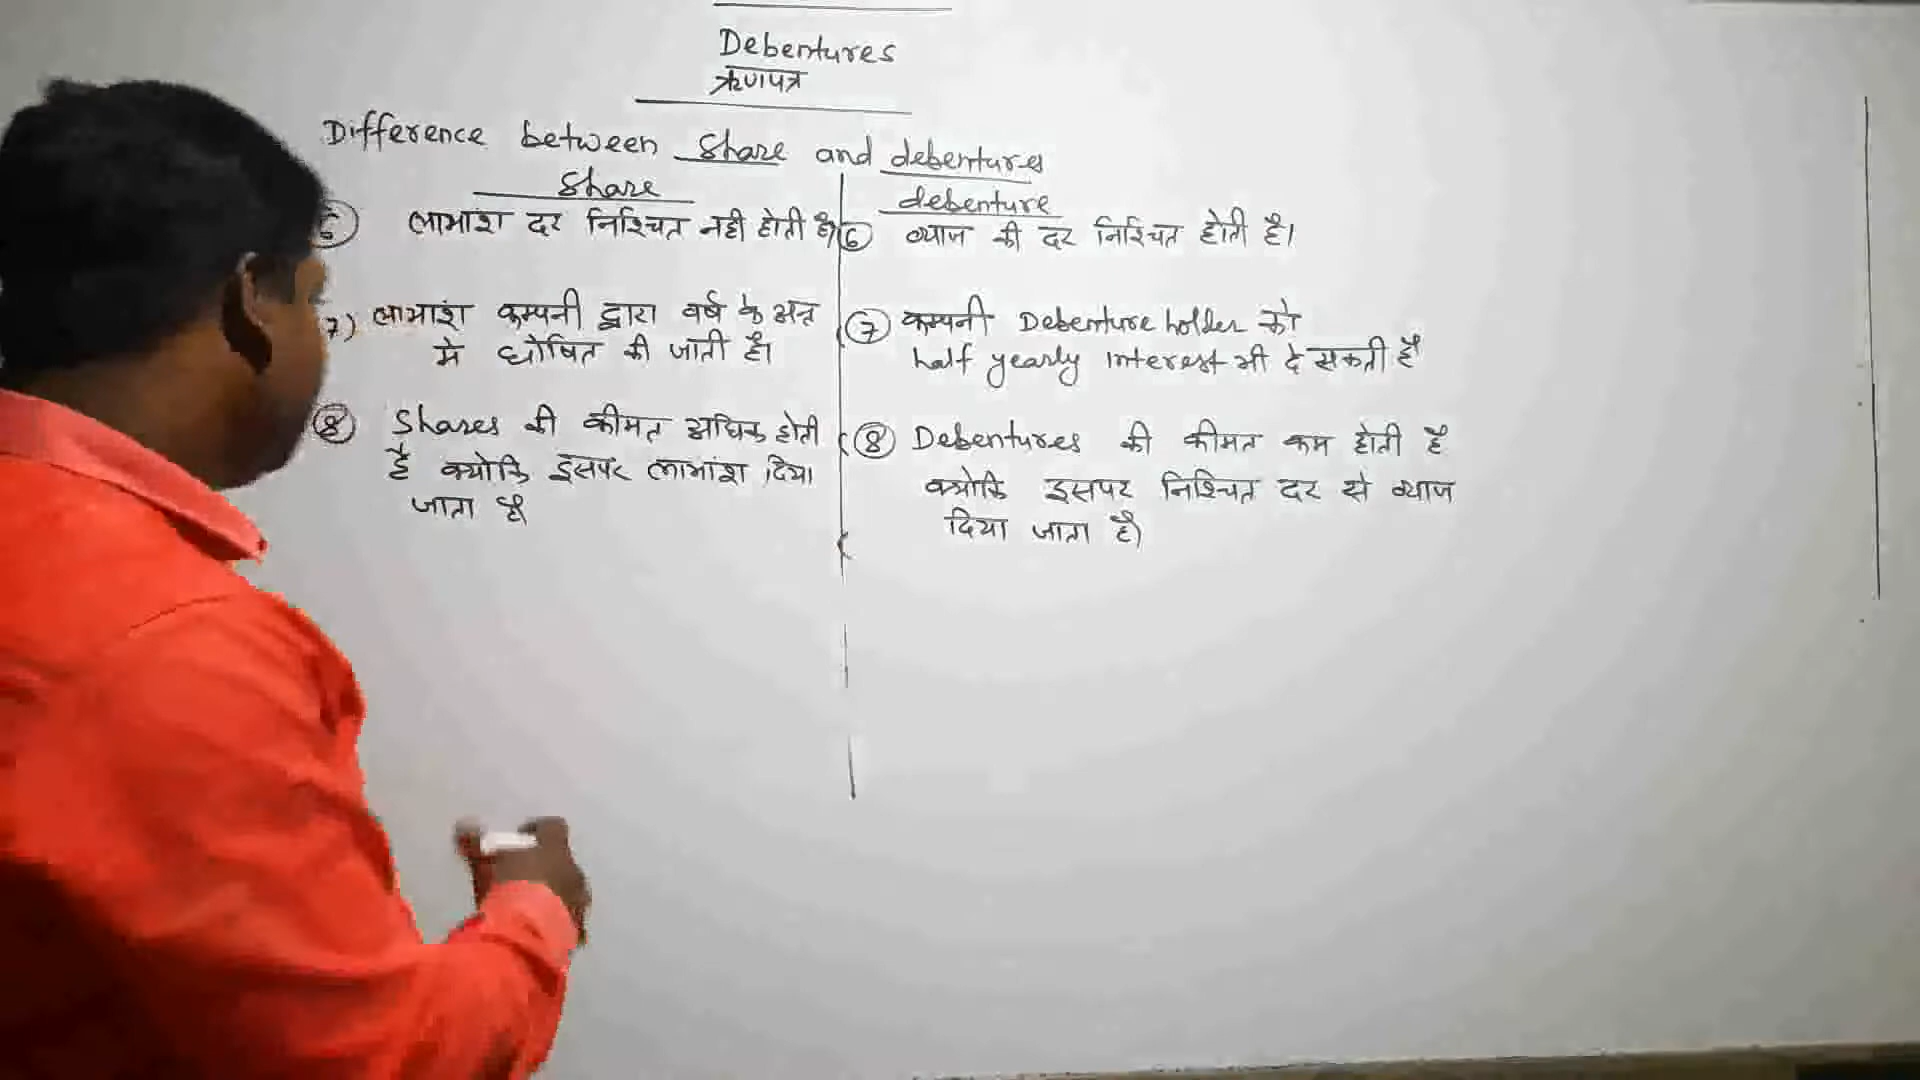 Debentures
ऋणपत्र
Difference between Share and debentures
Share
debenture
6 लाभांश दर निश्चित नही होती है।
6 व्याज की दर निश्चित होती है।
7) लाभांश कम्पनी द्वारा वर्ष के अन्त
मे घोषित की जाती है।
7 कम्पनी Debenture holder को
half yearly interest भी दे सकती है
8 Shares की कीमत अधिक होती
है क्योकि इसपर लाभांश दिया
जाता है।
8 Debentures की कीमत कम होती है
क्योकि इसपर निश्चित दर से व्याज
दिया जाता है।